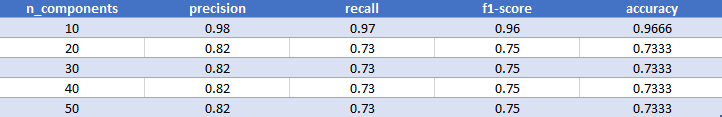 n_components precision recall f1-score accuracy
10 0.98 0.97 0.96 0.9666
20 0.82 0.73 0.75 0.7333
30 0.82 0.73 0.75 0.7333
40 0.82 0.73 0.75 0.7333
50 0.82 0.73 0.75 0.7333